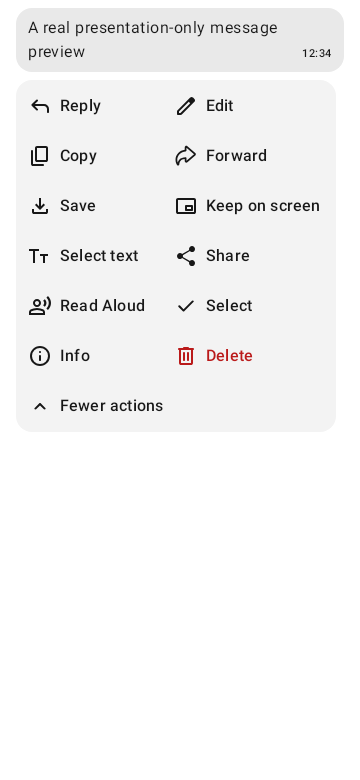 A real presentation-only message
preview
12:34
Reply
Edit
Copy
Forward
Save
Keep on screen
Select text
Share
Read Aloud
Select
Info
Delete
Fewer actions